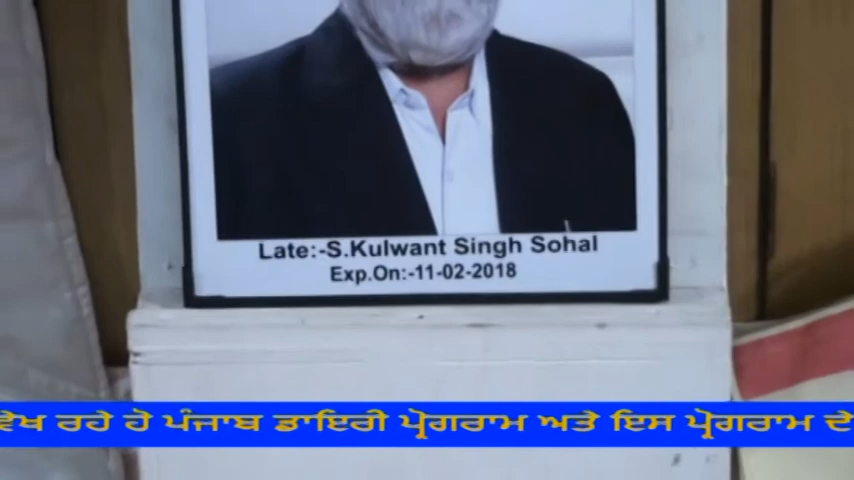 Late:-S.Kulwant Singh Sohal
Exp.On:-11-02-2018
ਵੇਖ ਰਹੇ ਹੋ ਪੰਜਾਬ ਡਾਇਰੀ ਪ੍ਰੋਗਰਾਮ ਅਤੇ ਇਸ ਪ੍ਰੋਗਰਾਮ ਦੇ